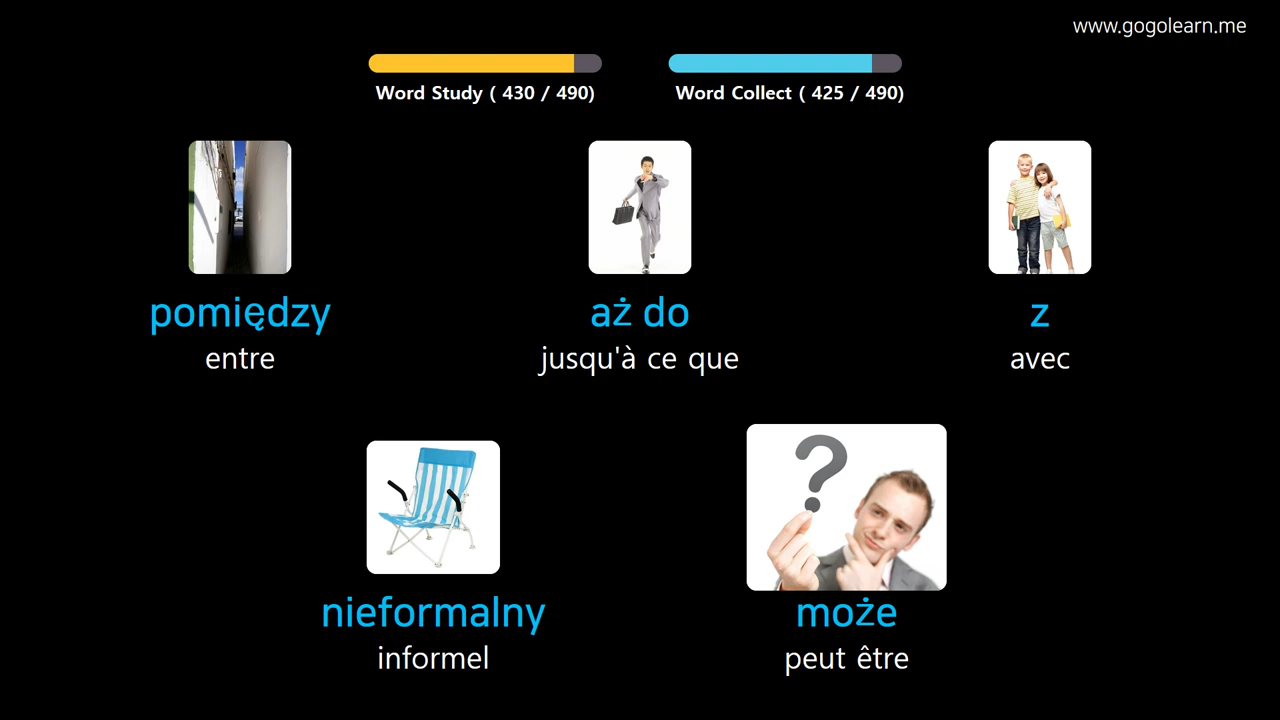 www.gogolearn.me
Word Study ( 430 / 490)
Word Collect ( 425 / 490)
pomiędzy
entre
aż do
jusqu'à ce que
z
avec
nieformalny
informel
może
peut être